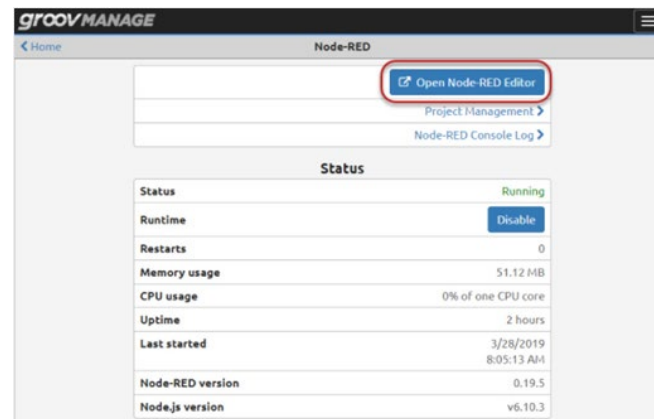 groov MANAGE
Home
Node-RED
Open Node-RED Editor
Project Management
Node-RED Console Log
Status
Status Running
Runtime Disable
Restarts 0
Memory usage 51.12 MB
CPU usage 0% of one CPU core
Uptime 2 hours
Last started 3/28/2019
8:05:13 AM
Node-RED version 0.19.5
Node.js version v6.10.3